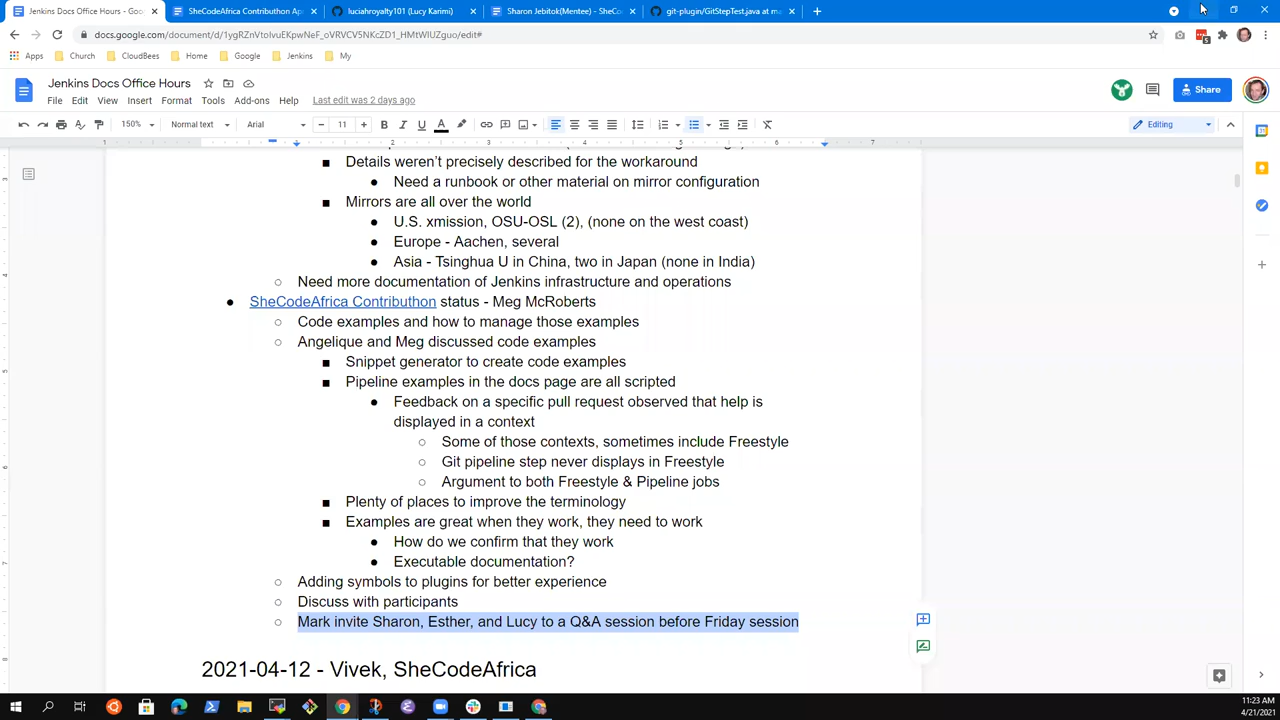 Jenkins Docs Office Hours - Goo
SheCodeAfrica Contributhon Ap
luciahroyalty101 (Lucy Karimi)
Sharon Jebitok(Mentee) - SheCo
git-plugin/GitStepTest.java at m
docs.google.com/document/d/1ygRZnVtoIvuEKpwNeF_oVRVCV5NKcZD1_HMtWIUZguo/edit#
Apps
Church
CloudBees
Home
Google
Jenkins
My
Jenkins Docs Office Hours
File Edit View Insert Format Tools Add-ons Help Last edit was 2 days ago
Share
150% Normal text Arial 11 Editing
Details weren't precisely described for the workaround
Need a runbook or other material on mirror configuration
Mirrors are all over the world
U.S. xmission, OSU-OSL (2), (none on the west coast)
Europe - Aachen, several
Asia - Tsinghua U in China, two in Japan (none in India)
Need more documentation of Jenkins infrastructure and operations
SheCodeAfrica Contributhon status - Meg McRoberts
Code examples and how to manage those examples
Angelique and Meg discussed code examples
Snippet generator to create code examples
Pipeline examples in the docs page are all scripted
Feedback on a specific pull request observed that help is
displayed in a context
Some of those contexts, sometimes include Freestyle
Git pipeline step never displays in Freestyle
Argument to both Freestyle & Pipeline jobs
Plenty of places to improve the terminology
Examples are great when they work, they need to work
How do we confirm that they work
Executable documentation?
Adding symbols to plugins for better experience
Discuss with participants
Mark invite Sharon, Esther, and Lucy to a Q&A session before Friday session
2021-04-12 - Vivek, SheCodeAfrica
11:23 AM
4/21/2021